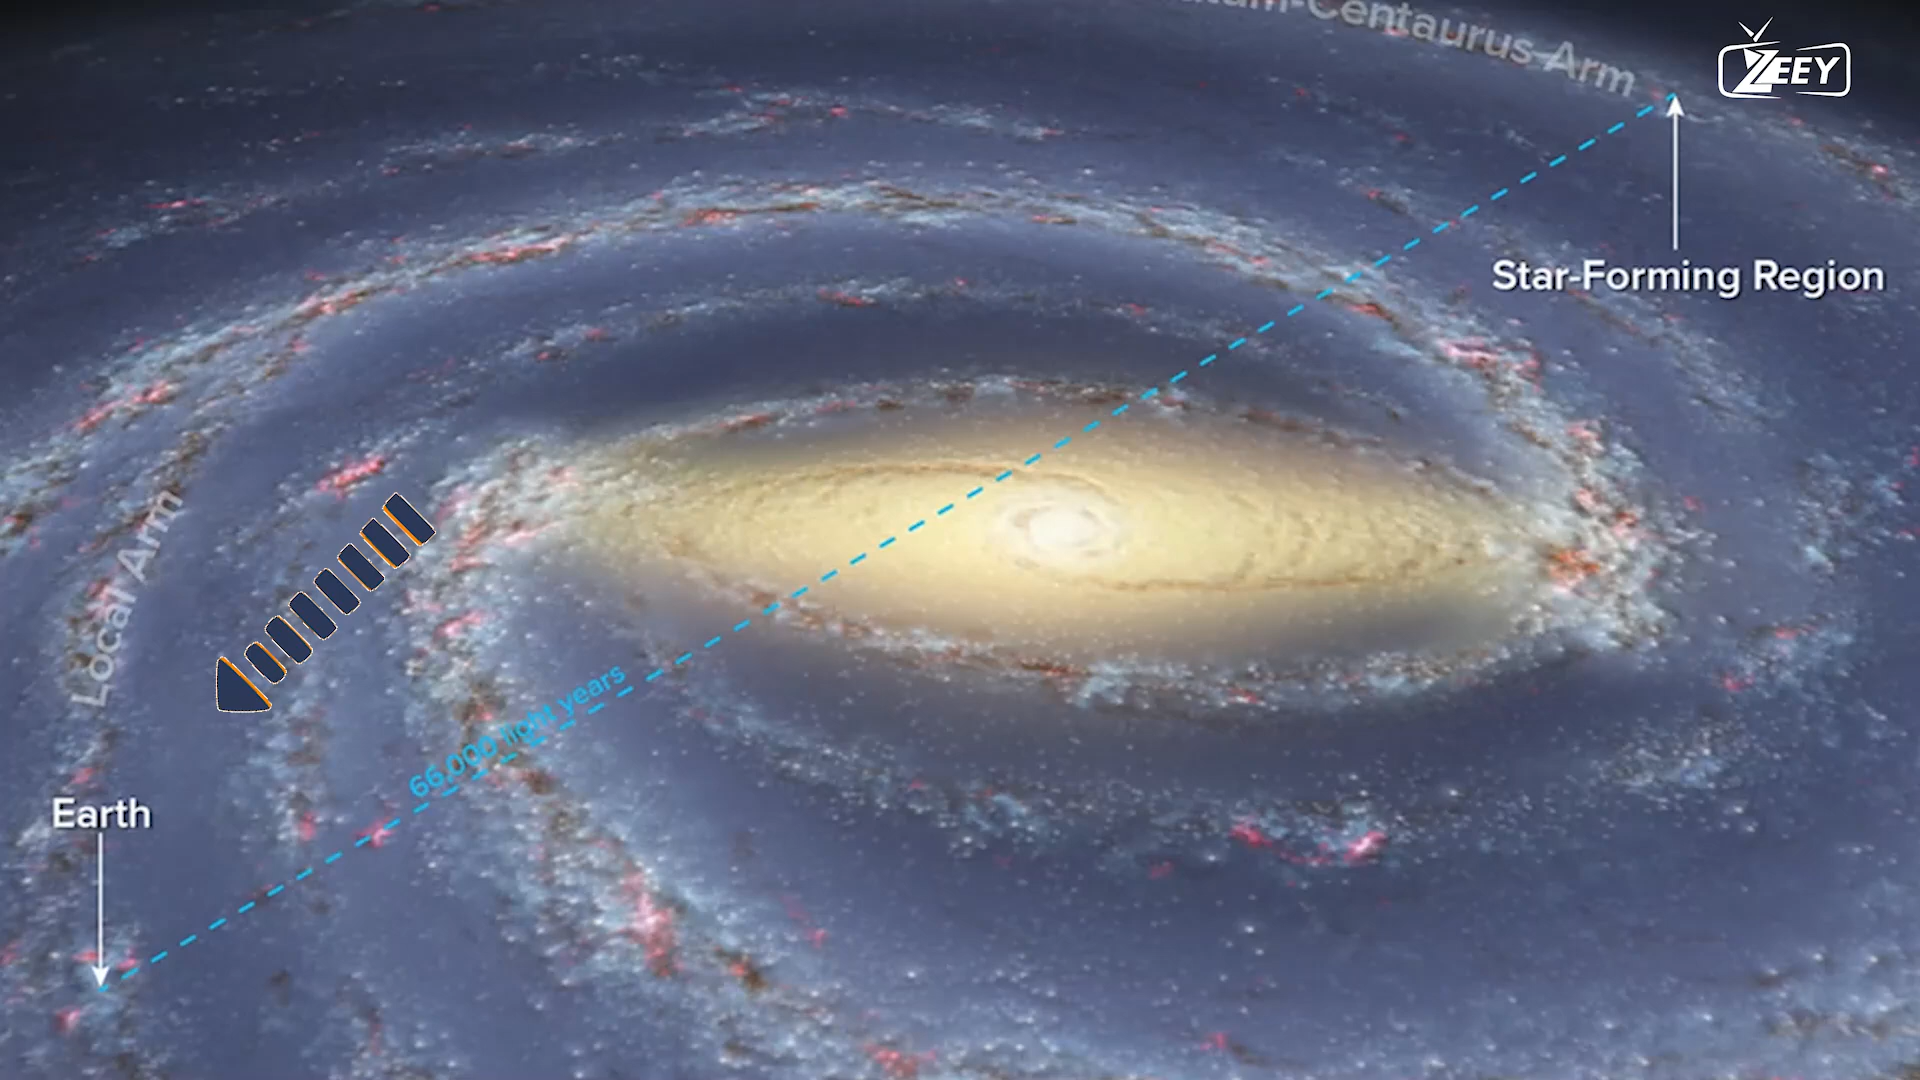 -Centaurus Arm
ZEEY
Star-Forming Region
Local Arm
66,000 light years
Earth